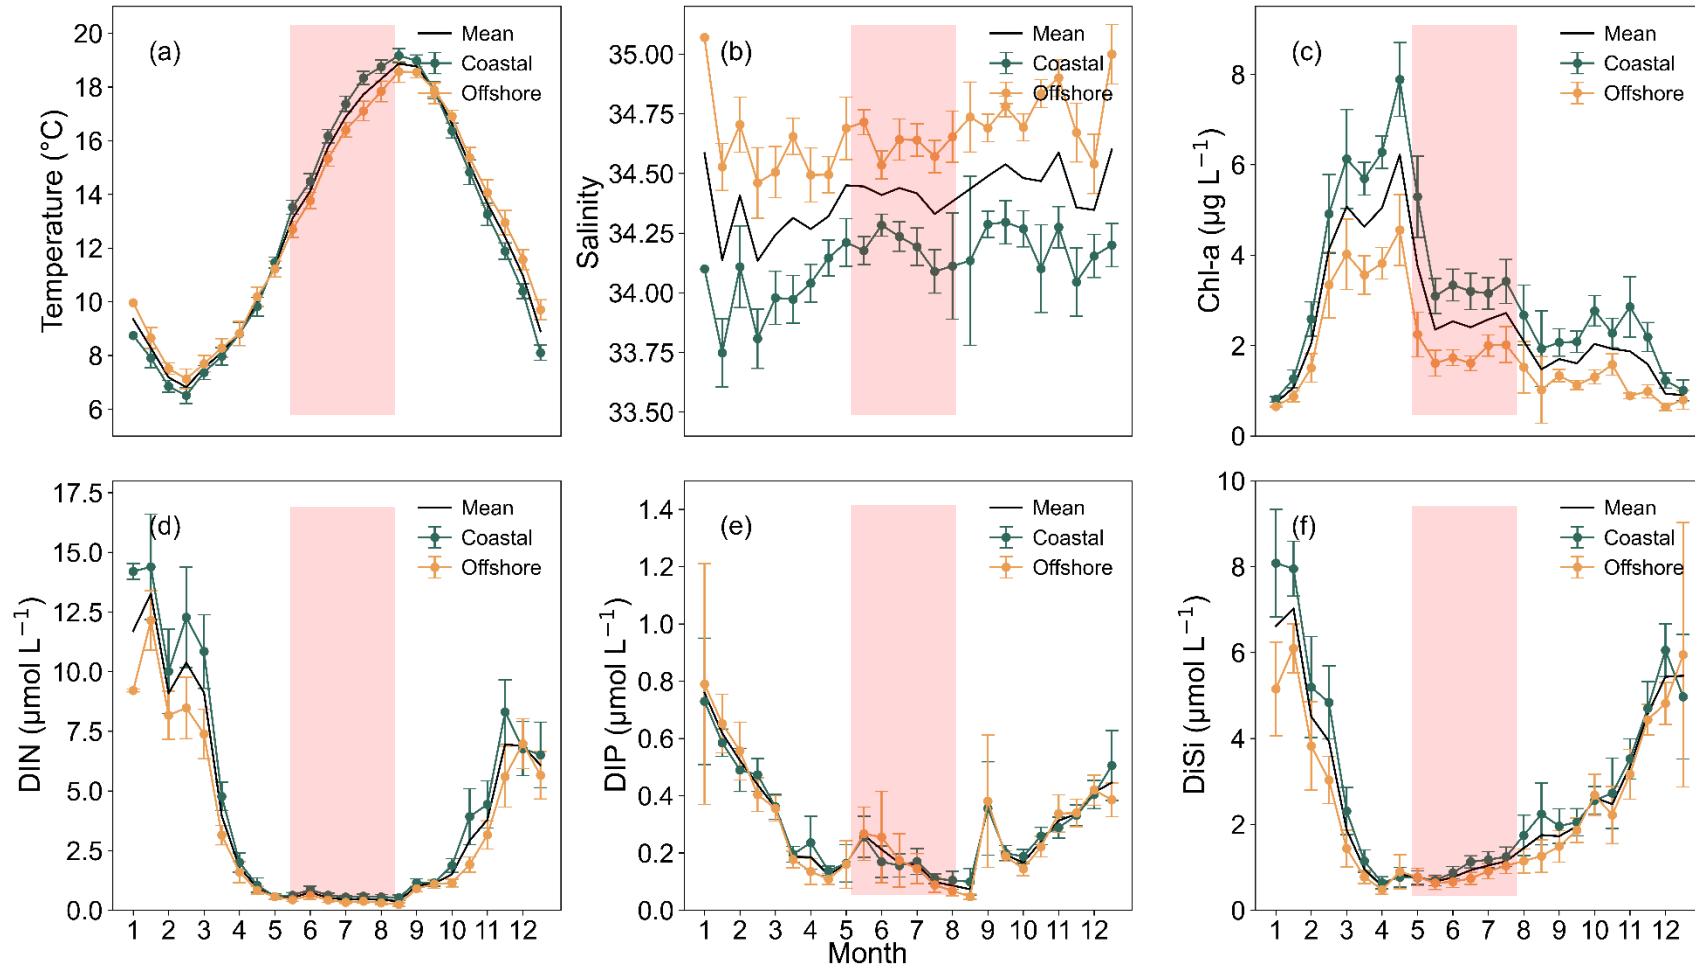 (a)
Mean
Coastal
Offshore
Temperature (°C)
20
18
16
14
12
10
8
6
(b)
Mean
Coastal
Offshore
Salinity
35.00
34.75
34.50
34.25
34.00
33.75
33.50
(c)
Mean
Coastal
Offshore
Chl-a (µg L⁻¹)
8
6
4
2
0
(d)
Mean
Coastal
Offshore
DIN (µmol L⁻¹)
17.5
15.0
12.5
10.0
7.5
5.0
2.5
0.0
1 2 3 4 5 6 7 8 9 10 11 12
(e)
Mean
Coastal
Offshore
DIP (µmol L⁻¹)
1.4
1.2
1.0
0.8
0.6
0.4
0.2
0.0
1 2 3 4 5 6 7 8 9 10 11 12
Month
(f)
Mean
Coastal
Offshore
DiSi (µmol L⁻¹)
10
8
6
4
2
0
1 2 3 4 5 6 7 8 9 10 11 12